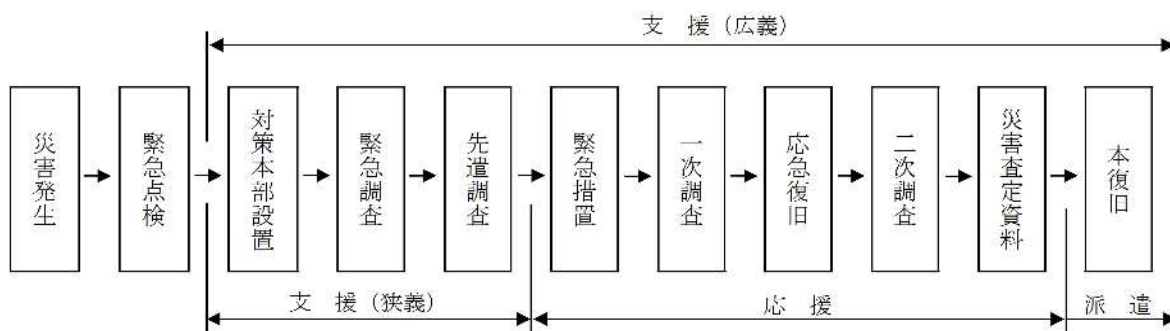 支 援（広義）
災害発生
緊急点検
対策本部設置
緊急調査
先遣調査
緊急措置
一次調査
応急復旧
二次調査
災害査定資料
本復旧
支 援（狭義）
応 援
派 遣